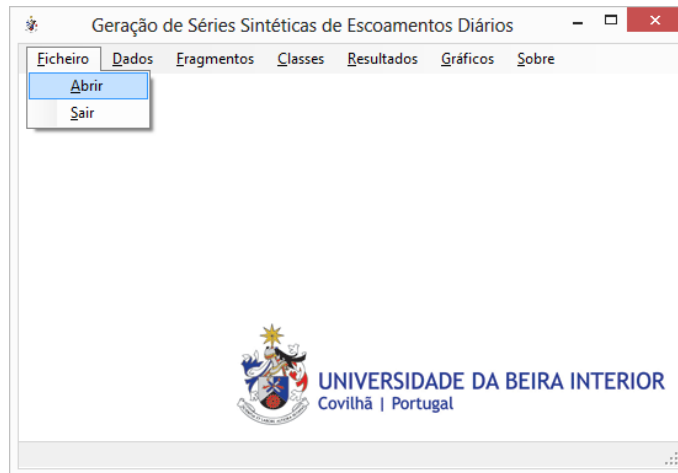 Geração de Séries Sintéticas de Escoamentos Diários
Ficheiro Dados Fragmentos Classes Resultados Gráficos Sobre
Abrir
Sair
UNIVERSIDADE DA BEIRA INTERIOR
Covilhã | Portugal